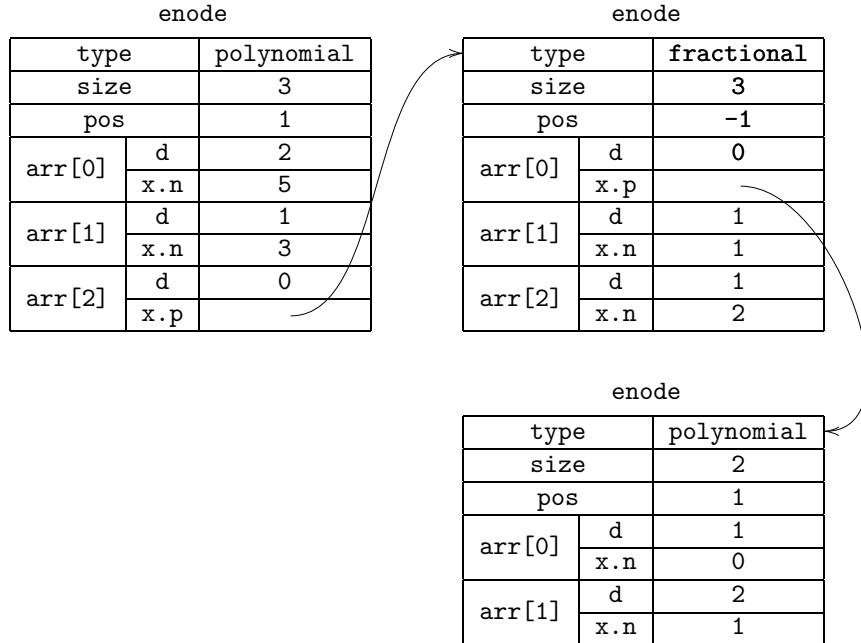 enode
type polynomial
size 3
pos 1
arr[0] d 2
x.n 5
arr[1] d 1
x.n 3
arr[2] d 0
x.p
enode
type fractional
size 3
pos -1
arr[0] d 0
x.p
arr[1] d 1
x.n 1
arr[2] d 1
x.n 2
enode
type polynomial
size 2
pos 1
arr[0] d 1
x.n 0
arr[1] d 2
x.n 1